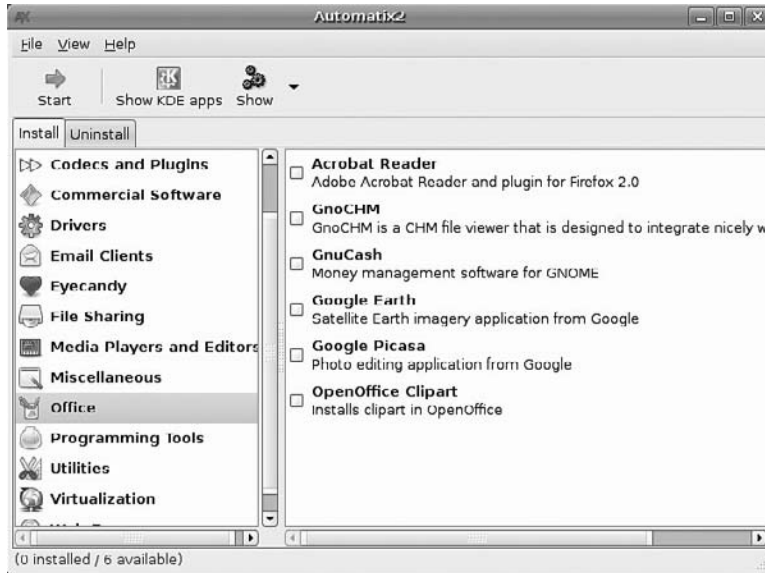 Automatix2
File View Help
Start Show KDE apps Show
Install Uninstall
Codecs and Plugins
Commercial Software
Drivers
Email Clients
Eyecandy
File Sharing
Media Players and Editors
Miscellaneous
Office
Programming Tools
Utilities
Virtualization
Acrobat Reader
Adobe Acrobat Reader and plugin for Firefox 2.0
GnoCHM
GnoCHM is a CHM file viewer that is designed to integrate nicely w
GnuCash
Money management software for GNOME
Google Earth
Satellite Earth imagery application from Google
Google Picasa
Photo editing application from Google
OpenOffice Clipart
Installs clipart in OpenOffice
(0 installed / 6 available)